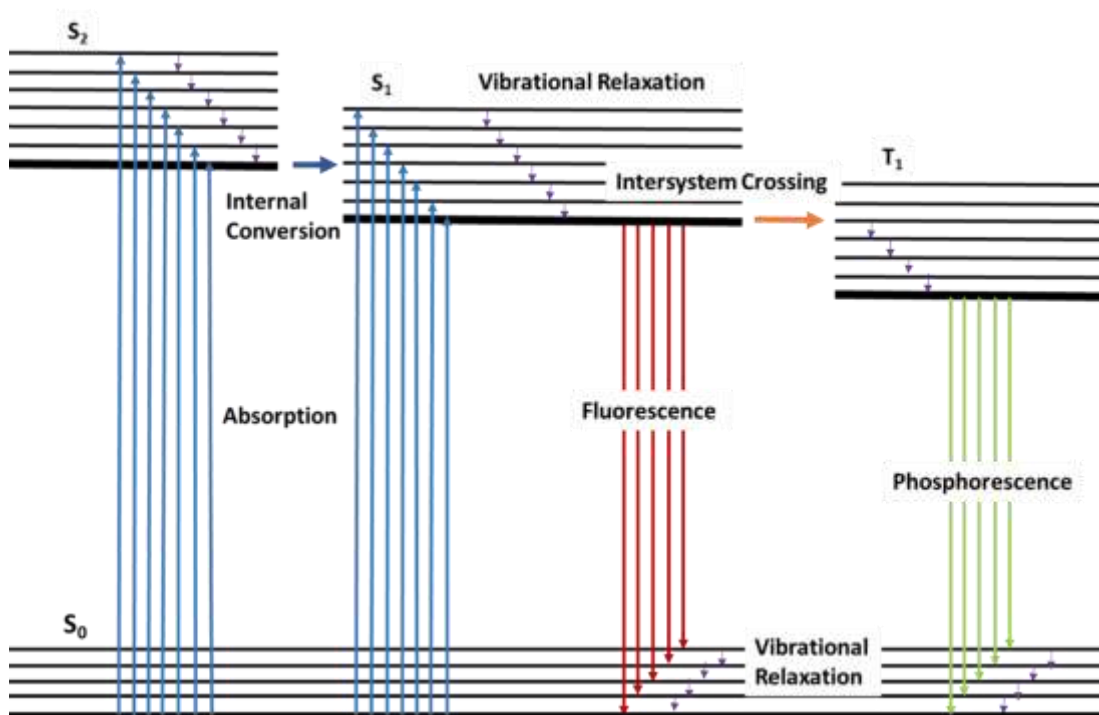 S₂
S₁
Vibrational Relaxation
T₁
Intersystem Crossing
Internal
Conversion
Absorption
Fluorescence
Phosphorescence
S₀
Vibrational
Relaxation